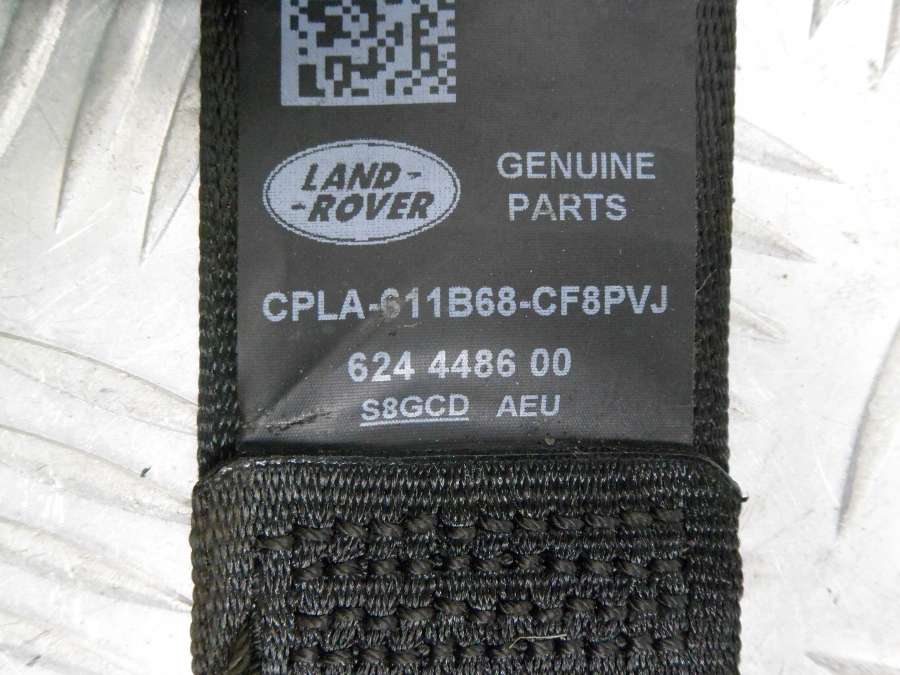 LAND-
-ROVER
GENUINE
PARTS
CPLA-611B68-CF8PVJ
624 4486 00
S8GCD AEU